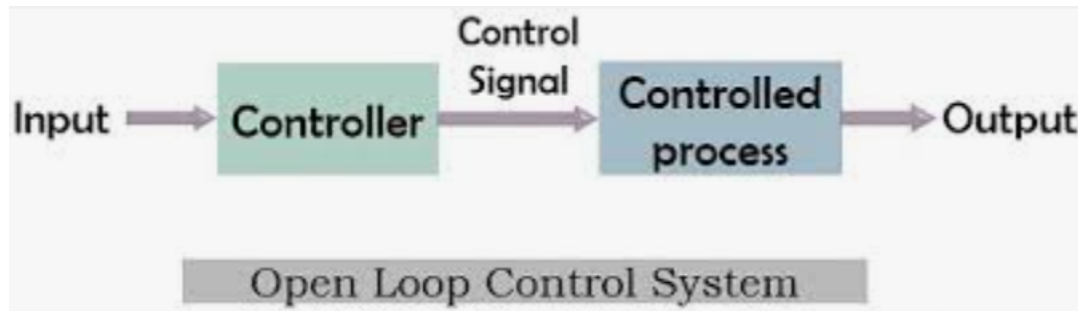 Control
Signal
Input
Controller
Controlled
process
Output
Open Loop Control System